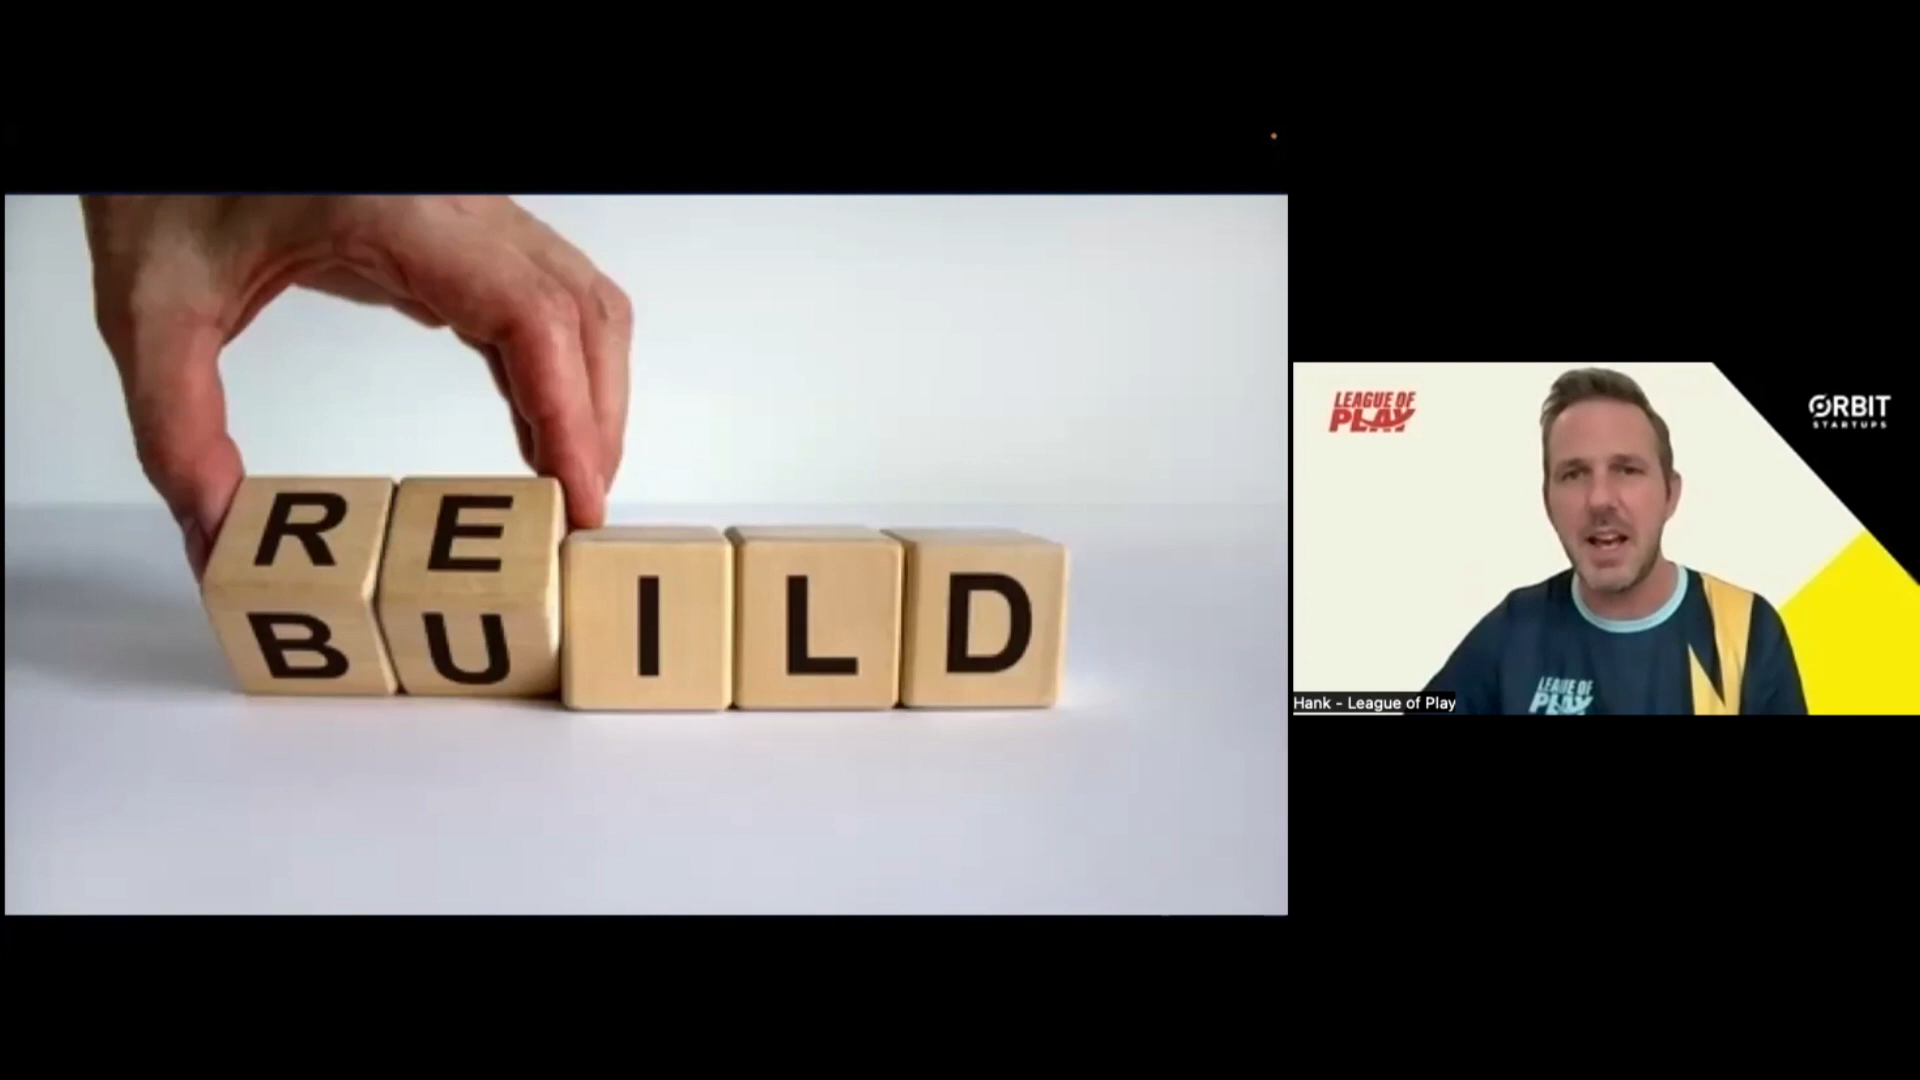 RE
BUILD
LEAGUE OF
PLAY
ORBIT
STARTUPS
LEAGUE OF
PLAY
Hank - League of Play